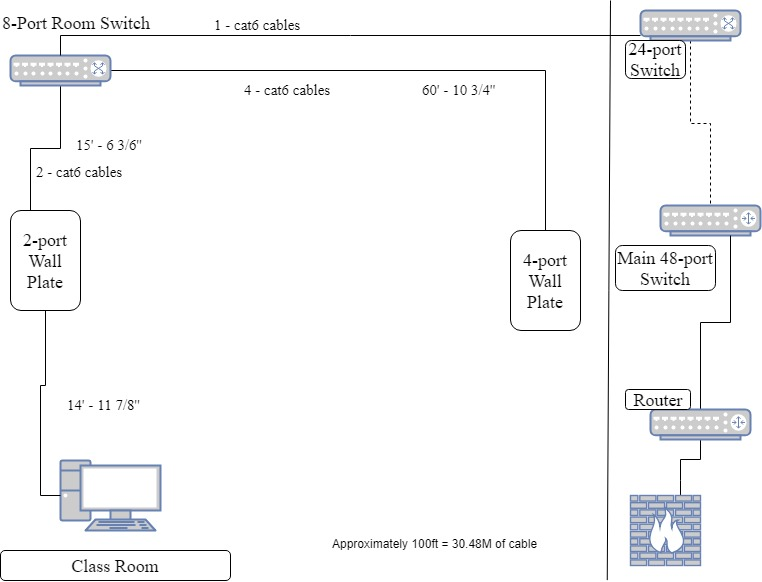 8-Port Room Switch
1 - cat6 cables
24-port
Switch
4 - cat6 cables
60' - 10 3/4"
15' - 6 3/6"
2 - cat6 cables
2-port
Wall
Plate
4-port
Wall
Plate
Main 48-port
Switch
Router
14' - 11 7/8"
Approximately 100ft = 30.48M of cable
Class Room